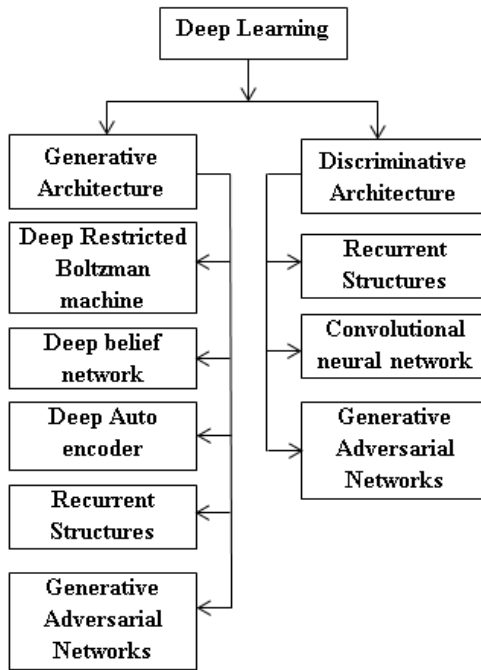 Deep Learning
Generative
Architecture
Deep Restricted
Boltzman
machine
Deep belief
network
Deep Auto
encoder
Recurrent
Structures
Generative
Adversarial
Networks
Discriminative
Architecture
Recurrent
Structures
Convolutional
neural network
Generative
Adversarial
Networks